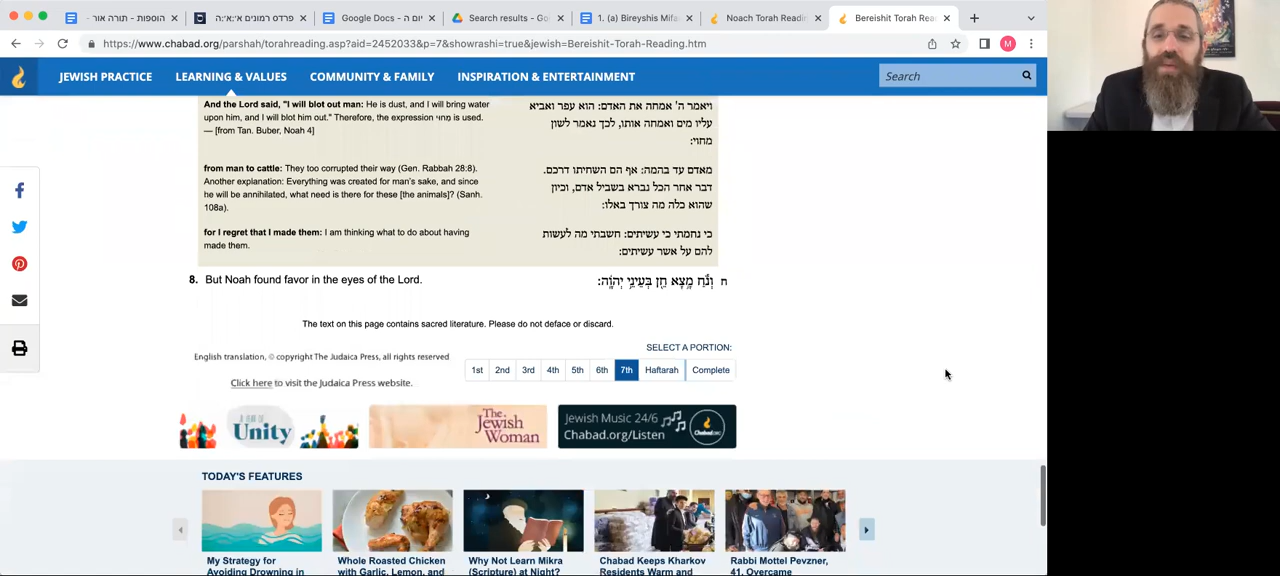 הוספות - תורה אור -
פרדס רמונים א׳:א׳:ה
יום ה - Google Docs
Search results - Go
1. (a) Bireyshis Mifa
Noach Torah Readi
Bereishit Torah Rea
https://www.chabad.org/parshah/torahreading.asp?aid=2452033&p=7&showrashi=true&jewish=Bereishit-Torah-Reading.htm
M
JEWISH PRACTICE
LEARNING & VALUES
COMMUNITY & FAMILY
INSPIRATION & ENTERTAINMENT
Search
And the Lord said, "I will blot out man: He is dust, and I will bring water
upon him, and I will blot him out." Therefore, the expression מחוי is used.
— [from Tan. Buber, Noah 4]
ויאמר ה' אמחה את האדם: הוא עפר ואביא
עליו מים ואמחה אותו, לכך נאמר לשון
מחוי:
from man to cattle: They too corrupted their way (Gen. Rabbah 28:8).
Another explanation: Everything was created for man's sake, and since
he will be annihilated, what need is there for these [the animals]? (Sanh.
108a).
מאדם עד בהמה: אף הם השחיתו דרכם.
דבר אחר הכל נברא בשביל אדם, וכיון
שהוא כלה מה צורך באלו:
for I regret that I made them: I am thinking what to do about having
made them.
כי נחמתי כי עשיתים: חשבתי מה לעשות
להם על אשר עשיתים:
8. But Noah found favor in the eyes of the Lord.
ח וְנֹ֕חַ מָ֥צָא חֵ֖ן בְּעֵינֵ֥י יְהֹוָֽה:
The text on this page contains sacred literature. Please do not deface or discard.
SELECT A PORTION:
English translation, © copyright The Judaica Press, all rights reserved
1st 2nd 3rd 4th 5th 6th 7th Haftarah Complete
Click here to visit the Judaica Press website.
Unity
The
Jewish
Woman
Jewish Music 24/6
Chabad.org/Listen
TODAY'S FEATURES
My Strategy for
Avoiding Drowning in
Whole Roasted Chicken
with Garlic, Lemon, and
Why Not Learn Mikra
(Scripture) at Night?
Chabad Keeps Kharkov
Residents Warm and
Rabbi Mottel Pevzner,
41, Overcame